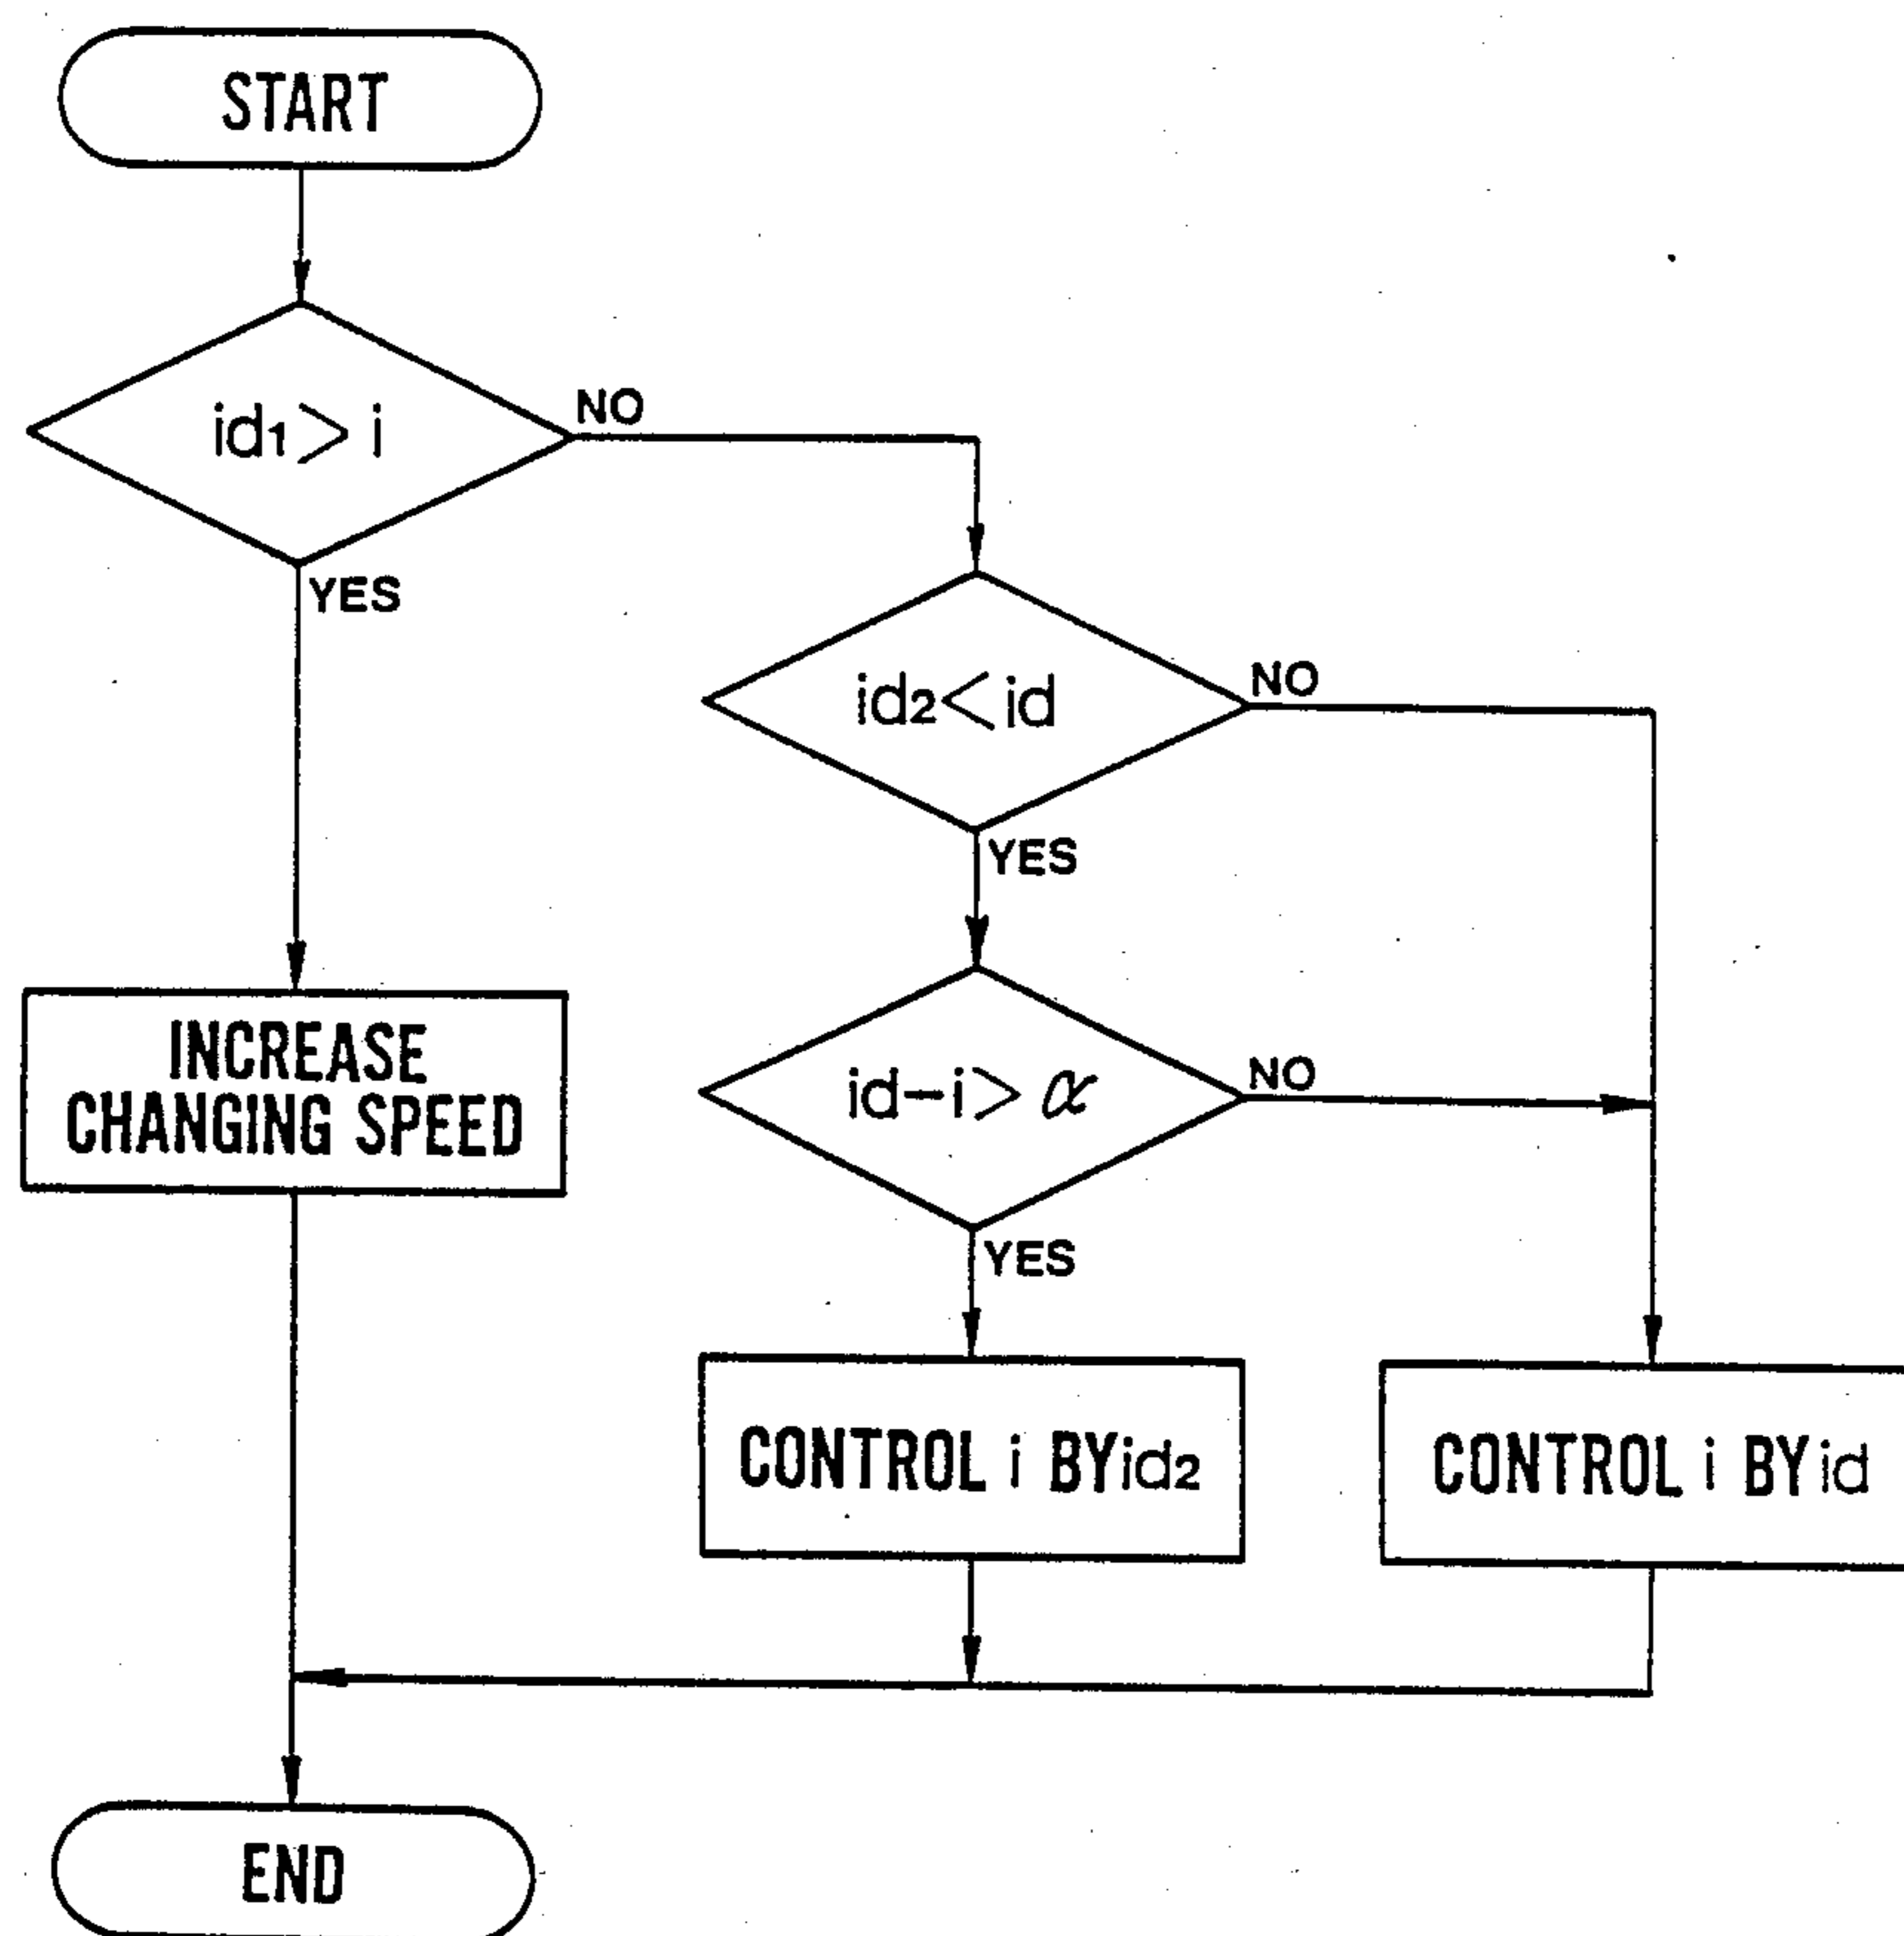 START
id1>i
NO
YES
id2<id
NO
YES
INCREASE
CHANGING SPEED
id-i>α
NO
YES
CONTROL i BY id2
CONTROL i BY id
END